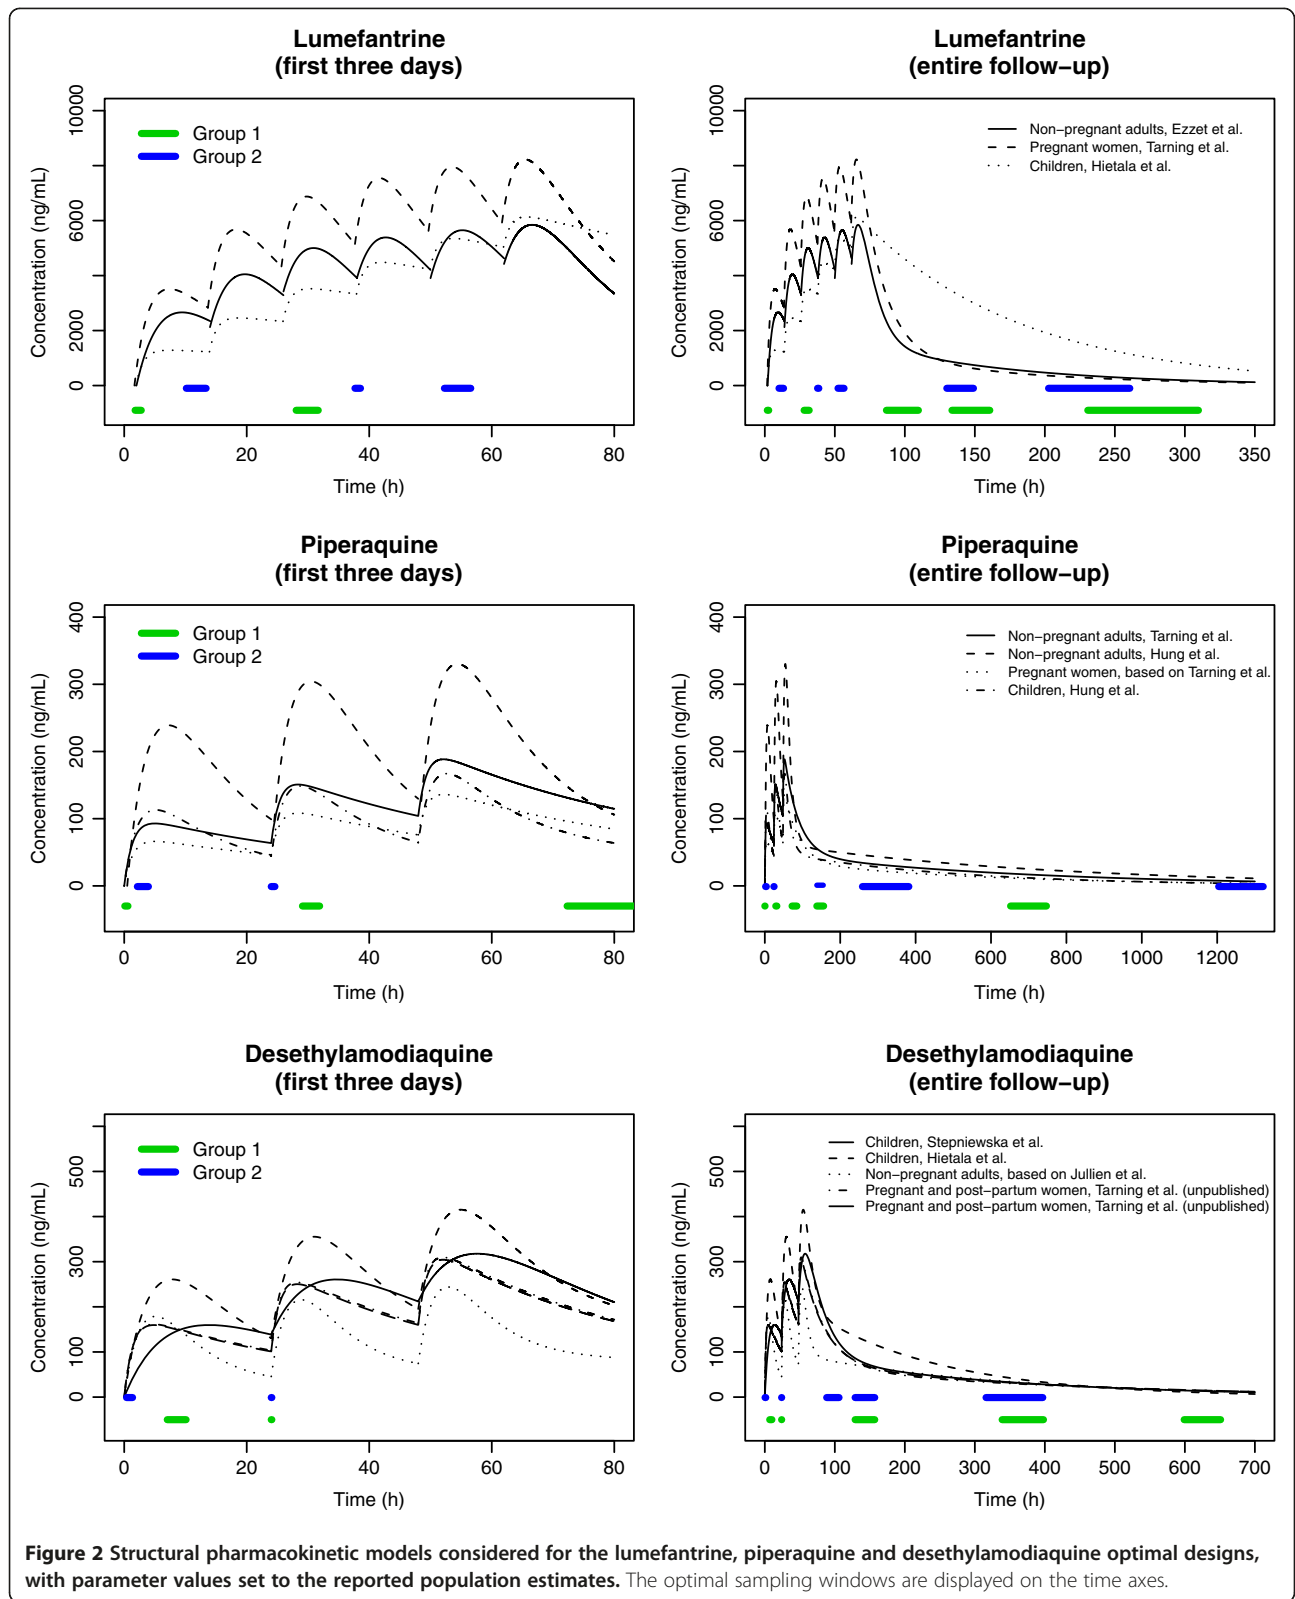 Lumefantrine
(first three days)
Concentration (ng/mL)
0
2000
6000
10000
Group 1
Group 2
0 20 40 60 80
Time (h)
Lumefantrine
(entire follow−up)
Concentration (ng/mL)
0
2000
6000
10000
Non−pregnant adults, Ezzet et al.
Pregnant women, Tarning et al.
Children, Hietala et al.
0 50 100 150 200 250 300 350
Time (h)
Piperaquine
(first three days)
Concentration (ng/mL)
0
100
200
300
400
Group 1
Group 2
0 20 40 60 80
Time (h)
Piperaquine
(entire follow−up)
Concentration (ng/mL)
0
100
200
300
400
Non−pregnant adults, Tarning et al.
Non−pregnant adults, Hung et al.
Pregnant women, based on Tarning et al.
Children, Hung et al.
0 200 400 600 800 1000 1200
Time (h)
Desethylamodiaquine
(first three days)
Concentration (ng/mL)
0
100
300
500
Group 1
Group 2
0 20 40 60 80
Time (h)
Desethylamodiaquine
(entire follow−up)
Concentration (ng/mL)
0
100
300
500
Children, Stepniewska et al.
Children, Hietala et al.
Non−pregnant adults, based on Jullien et al.
Pregnant and post−partum women, Tarning et al. (unpublished)
Pregnant and post−partum women, Tarning et al. (unpublished)
0 100 200 300 400 500 600 700
Time (h)
Figure 2 Structural pharmacokinetic models considered for the lumefantrine, piperaquine and desethylamodiaquine optimal designs,
with parameter values set to the reported population estimates. The optimal sampling windows are displayed on the time axes.